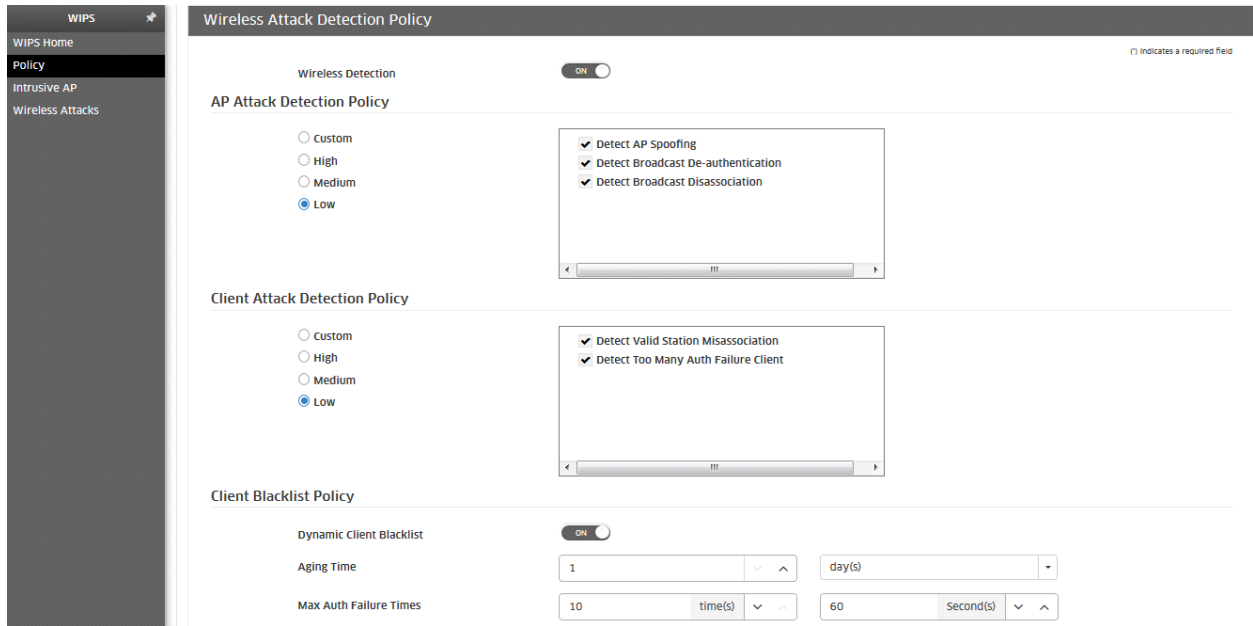 WIPS
WIPS Home
Policy
Intrusive AP
Wireless Attacks
Wireless Attack Detection Policy
(*) Indicates a required field
Wireless Detection
ON
AP Attack Detection Policy
Custom
High
Medium
Low
Detect AP Spoofing
Detect Broadcast De-authentication
Detect Broadcast Disassociation
Client Attack Detection Policy
Custom
High
Medium
Low
Detect Valid Station Misassociation
Detect Too Many Auth Failure Client
Client Blacklist Policy
Dynamic Client Blacklist
ON
Aging Time
1
day(s)
Max Auth Failure Times
10
time(s)
60
Second(s)